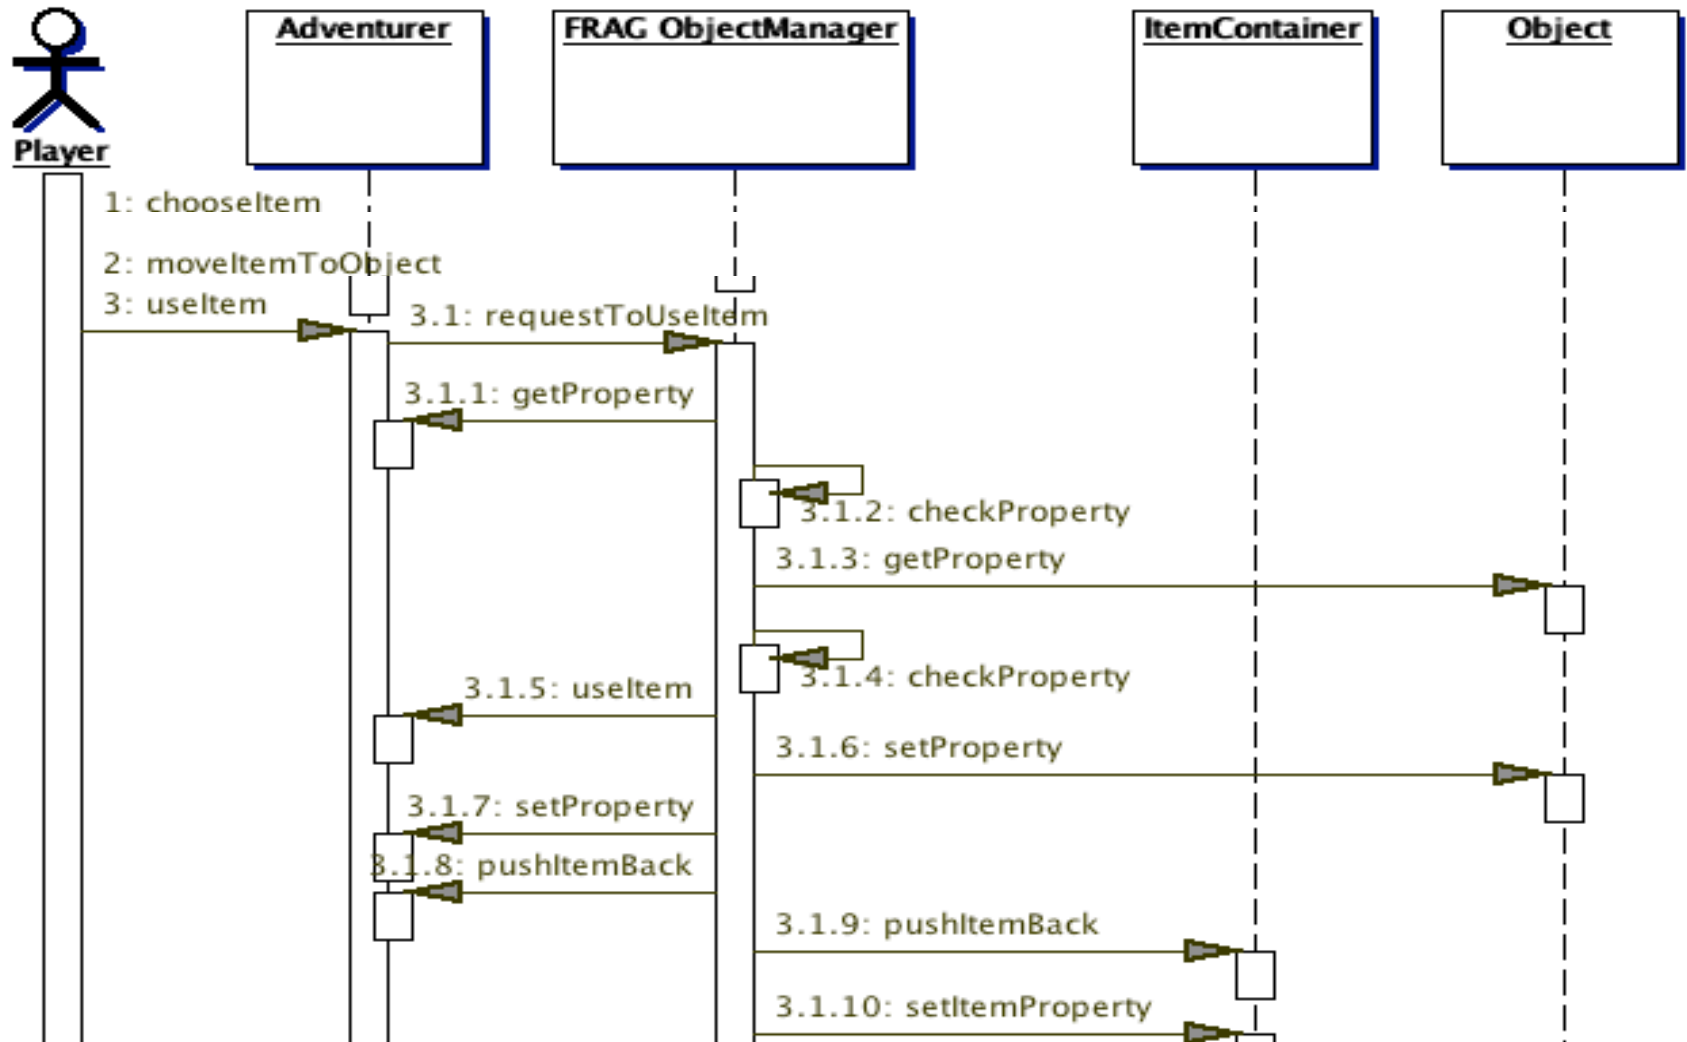 Adventurer
FRAG ObjectManager
ItemContainer
Object
Player
1: chooseItem
2: moveItemToObject
3: useItem
3.1: requestToUseItem
3.1.1: getProperty
3.1.2: checkProperty
3.1.3: getProperty
3.1.4: checkProperty
3.1.5: useItem
3.1.6: setProperty
3.1.7: setProperty
3.1.8: pushItemBack
3.1.9: pushItemBack
3.1.10: setItemProperty